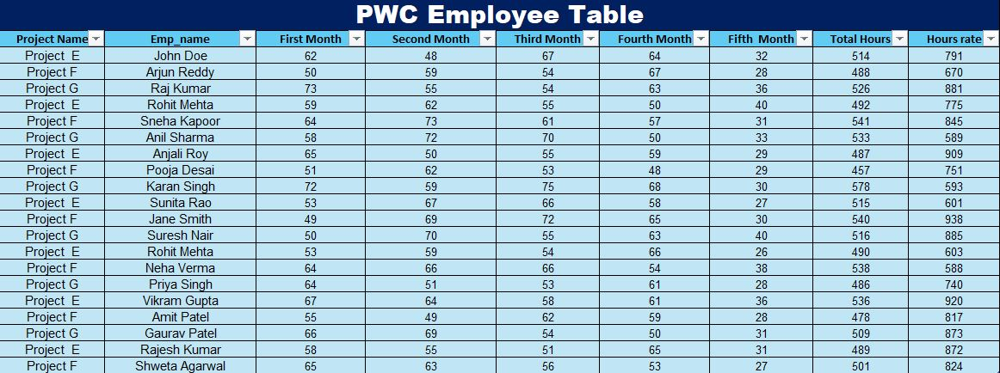 PWC Employee Table
Project Name Emp_name First Month Second Month Third Month Fourth Month Fifth Month Total Hours Hours rate
Project E John Doe 62 48 67 64 32 514 791
Project F Arjun Reddy 50 59 54 67 28 488 670
Project G Raj Kumar 73 55 54 63 36 526 881
Project E Rohit Mehta 59 62 55 50 40 492 775
Project F Sneha Kapoor 64 73 61 57 31 541 845
Project G Anil Sharma 58 72 70 50 33 533 589
Project E Anjali Roy 65 50 55 59 29 487 909
Project F Pooja Desai 51 62 53 48 29 457 751
Project G Karan Singh 72 59 75 68 30 578 593
Project E Sunita Rao 53 67 66 58 27 515 601
Project F Jane Smith 49 69 72 65 30 540 938
Project G Suresh Nair 50 70 55 63 40 516 885
Project E Rohit Mehta 53 59 54 66 26 490 603
Project F Neha Verma 64 66 66 54 38 538 588
Project G Priya Singh 64 51 53 61 28 486 740
Project E Vikram Gupta 67 64 58 61 36 536 920
Project F Amit Patel 55 49 62 59 28 478 817
Project G Gaurav Patel 66 69 54 50 31 509 873
Project E Rajesh Kumar 58 55 51 65 31 489 872
Project F Shweta Agarwal 65 63 56 53 27 501 824